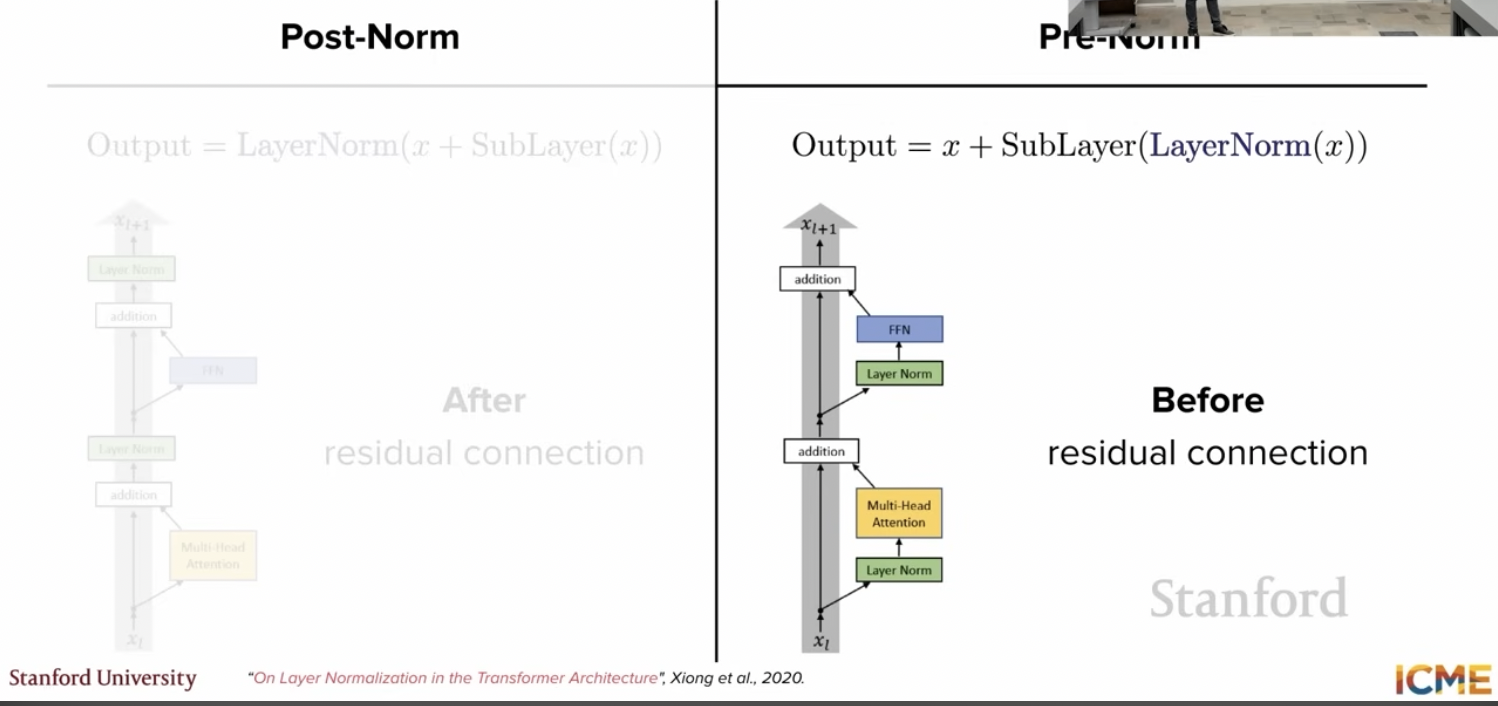 Post-Norm
Pre-Norm
Output = LayerNorm(x + SubLayer(x))
Output = x + SubLayer(LayerNorm(x))
x_{l+1}
Layer Norm
addition
FFN
Layer Norm
addition
Multi-Head
Attention
x_l
After
residual connection
x_{l+1}
addition
FFN
Layer Norm
addition
Multi-Head
Attention
Layer Norm
x_l
Before
residual connection
Stanford
Stanford University
"On Layer Normalization in the Transformer Architecture", Xiong et al., 2020.
ICME